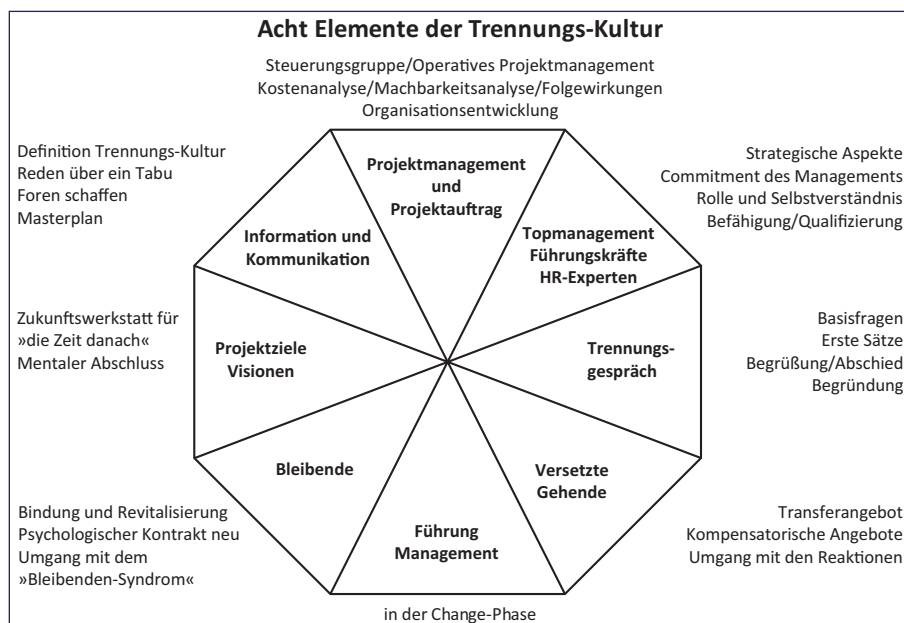 Acht Elemente der Trennungs-Kultur
Steuerungsgruppe/Operatives Projektmanagement
Kostenanalyse/Machbarkeitsanalyse/Folgewirkungen
Organisationsentwicklung
Projektmanagement
und
Projektauftrag
Strategische Aspekte
Commitment des Managements
Rolle und Selbstverständnis
Befähigung/Qualifizierung
Topmanagement
Führungskräfte
HR-Experten
Basisfragen
Erste Sätze
Begrüßung/Abschied
Begründung
Trennungs-
gespräch
Transferangebot
Kompensatorische Angebote
Umgang mit den Reaktionen
Versetzte
Gehende
Führung
Management
in der Change-Phase
Bleibende
Bindung und Revitalisierung
Psychologischer Kontrakt neu
Umgang mit dem
»Bleibenden-Syndrom«
Projektziele
Visionen
Zukunftswerkstatt für
»die Zeit danach«
Mentaler Abschluss
Information und
Kommunikation
Definition Trennungs-Kultur
Reden über ein Tabu
Foren schaffen
Masterplan